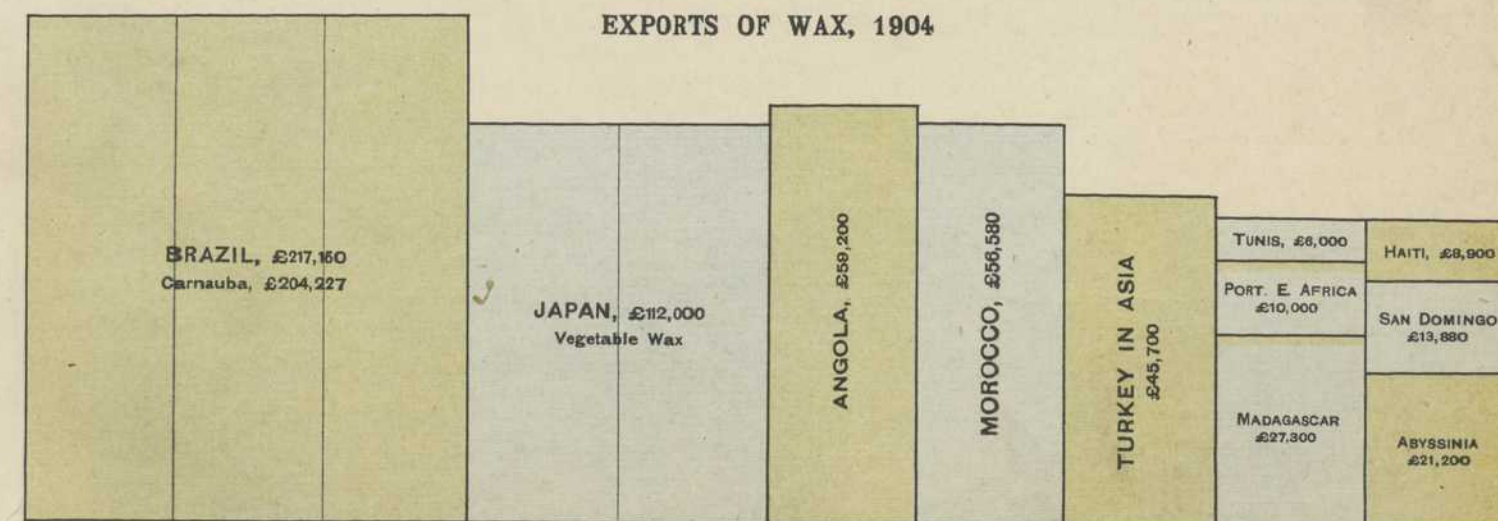 EXPORTS OF WAX, 1904
BRAZIL, £217,160
Carnauba, £204,227
JAPAN, £112,000
Vegetable Wax
ANGOLA, £59,200
MOROCCO, £56,580
TURKEY IN ASIA
£45,700
TUNIS, £6,000
PORT. E. AFRICA
£10,000
MADAGASCAR
£27,300
HAITI, £8,900
SAN DOMINGO
£13,880
ABYSSINIA
£21,200